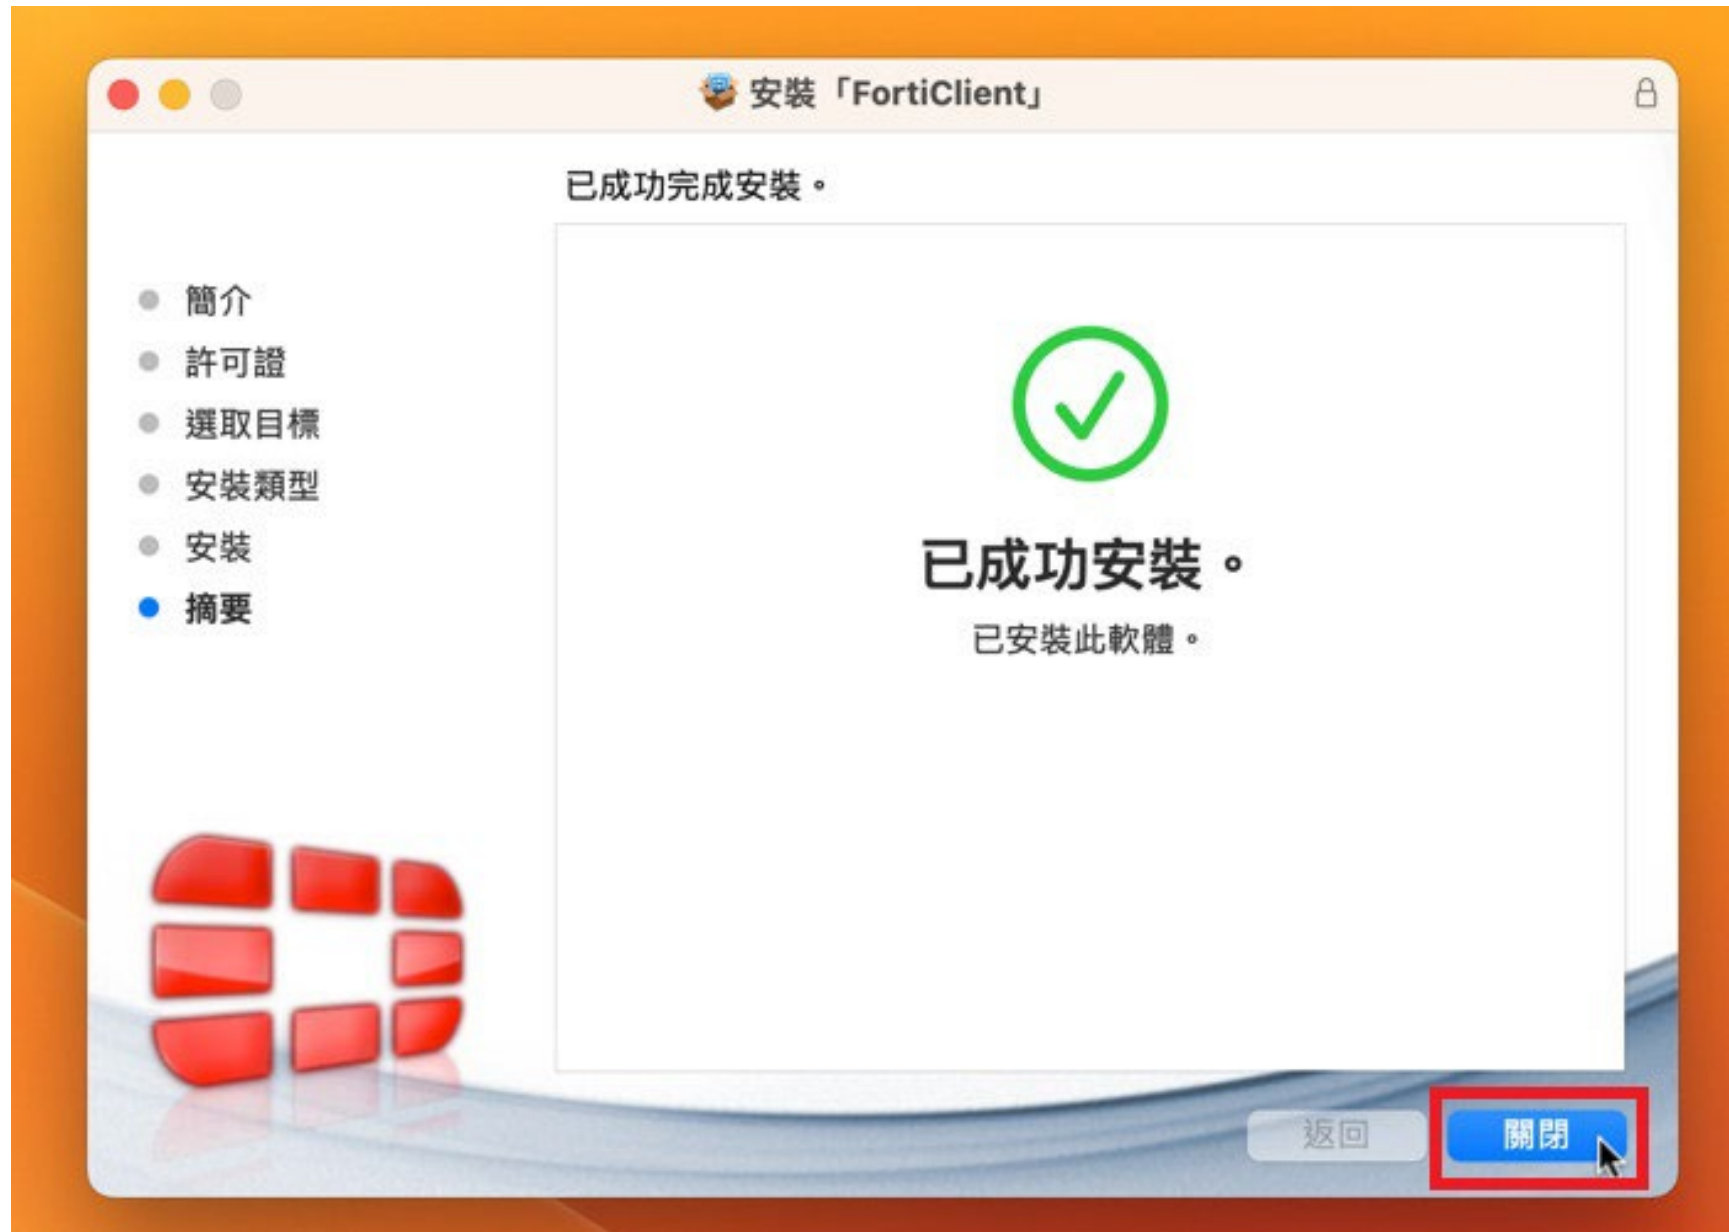 安裝「FortiClient」
已成功完成安裝。
簡介
許可證
選取目標
安裝類型
安裝
摘要
已成功安裝。
已安裝此軟體。
返回
關閉